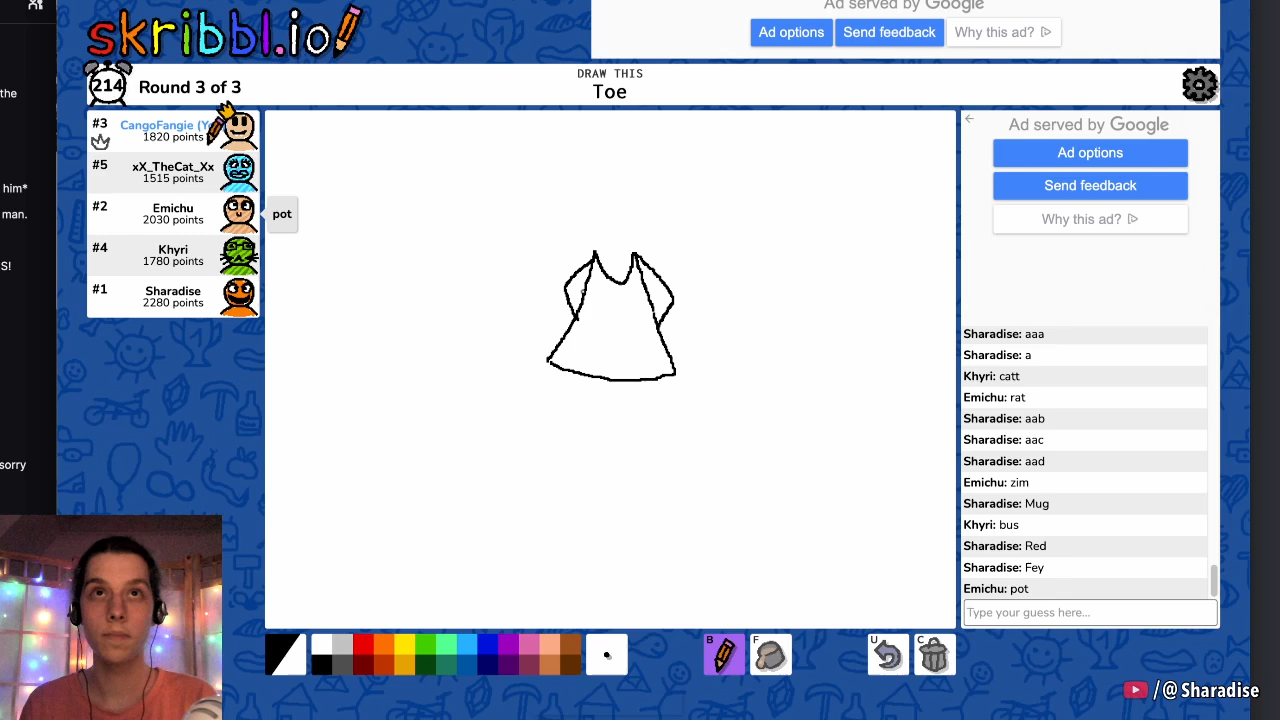 skribbl.io
Ad served by Google
Ad options
Send feedback
Why this ad?
214
Round 3 of 3
DRAW THIS
Toe
#3
CangoFangie (Yo
1820 points
#5
xX_TheCat_Xx
1515 points
#2
Emichu
2030 points
pot
#4
Khyri
1780 points
#1
Sharadise
2280 points
the
him*
man.
S!
sorry
Ad served by Google
Ad options
Send feedback
Why this ad?
Sharadise: aaa
Sharadise: a
Khyri: catt
Emichu: rat
Sharadise: aab
Sharadise: aac
Sharadise: aad
Emichu: zim
Sharadise: Mug
Khyri: bus
Sharadise: Red
Sharadise: Fey
Emichu: pot
Type your guess here...
B
F
U
C
/@Sharadise